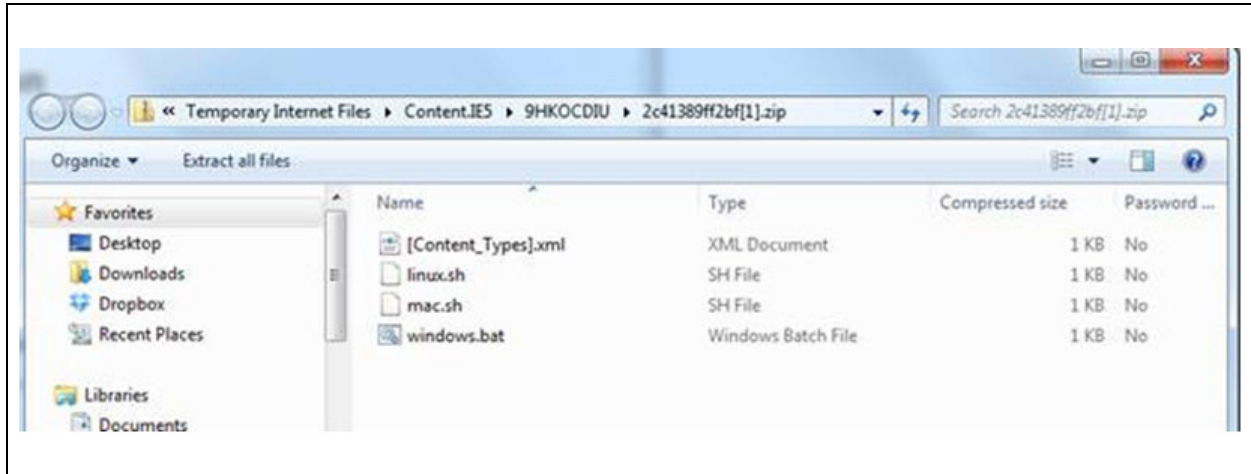 « Temporary Internet Files ▸ Content.IE5 ▸ 9HKOCDIU ▸ 2c41389ff2bf[1].zip
Search 2c41389ff2bf[1].zip
Organize ▾ Extract all files
Favorites
Desktop
Downloads
Dropbox
Recent Places
Libraries
Documents
Name Type Compressed size Password ...
[Content_Types].xml XML Document 1 KB No
linux.sh SH File 1 KB No
mac.sh SH File 1 KB No
windows.bat Windows Batch File 1 KB No